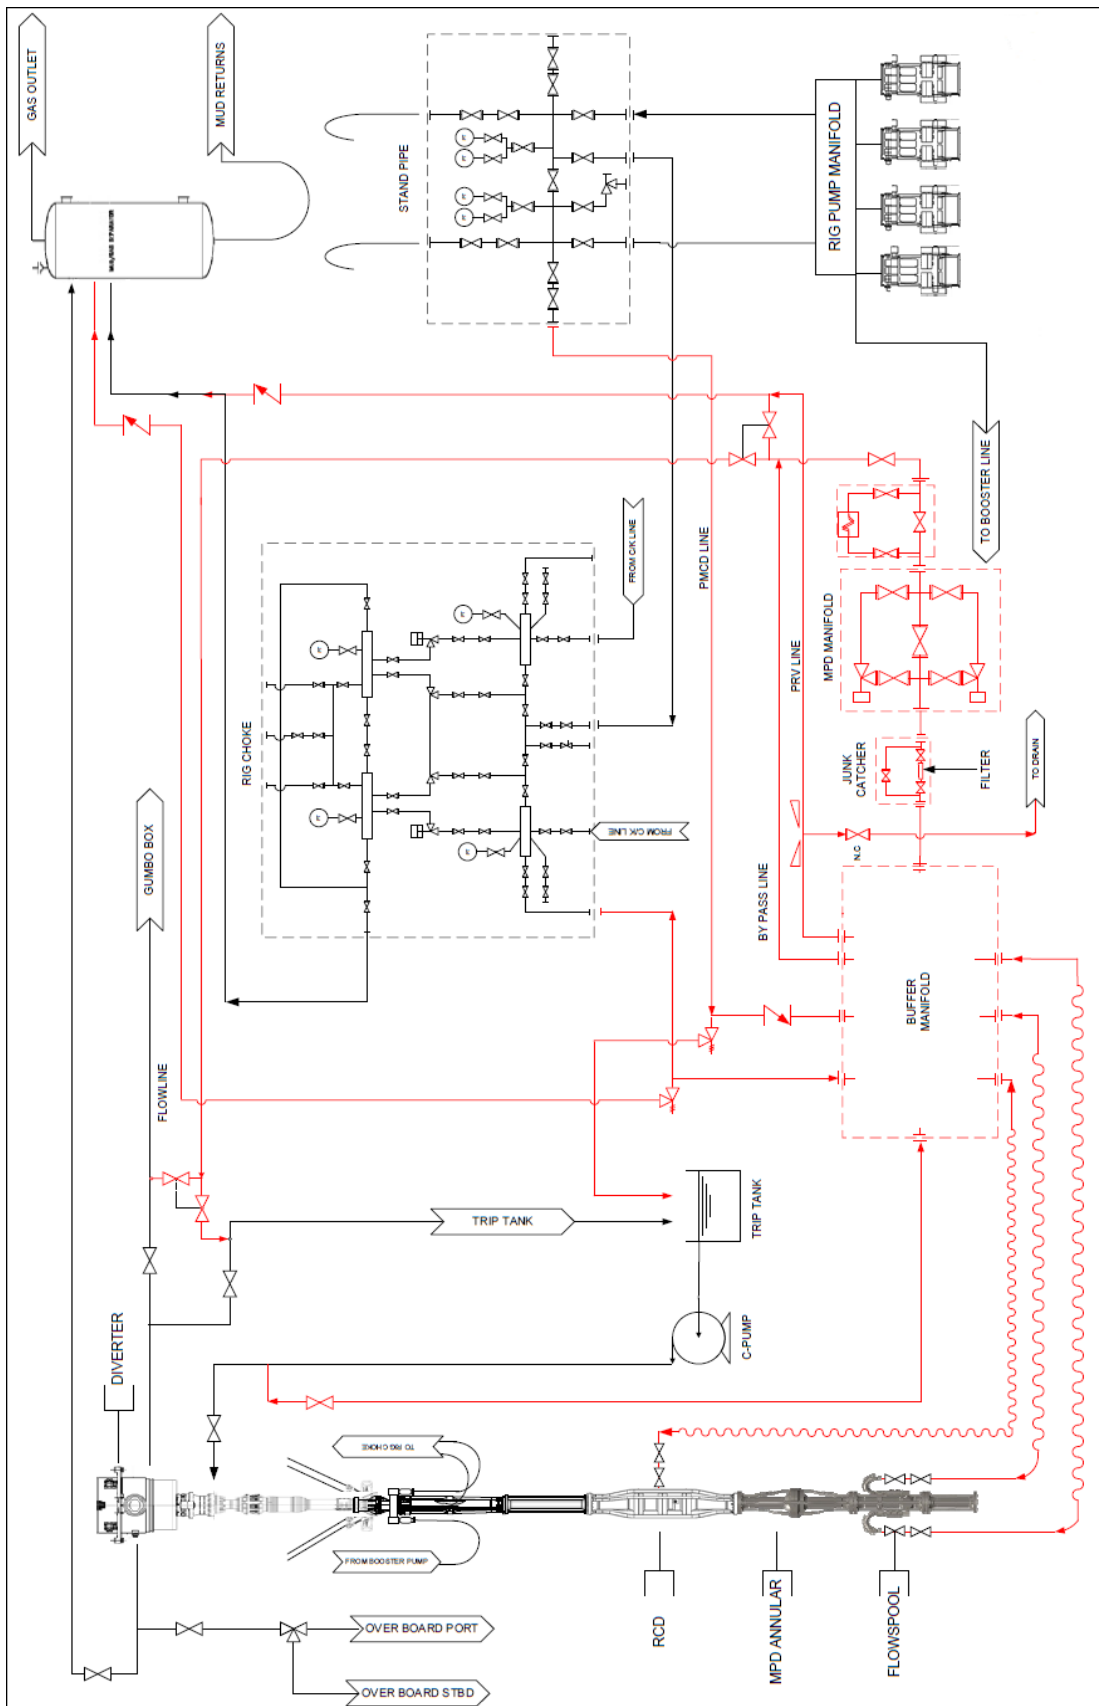 GAS OUTLET
MUD RETURNS
MUD/GAS SEPARATOR
STAND PIPE
RIG PUMP MANIFOLD
TO BOOSTER LINE
GUMBO BOX
FLOWLINE
RIG CHOKE
FROM C/K LINE
FROM C/K LINE
PMCD LINE
PRV LINE
BY PASS LINE
MPD MANIFOLD
JUNK
CATCHER
FILTER
TO DRAIN
N.C
BUFFER
MANIFOLD
DIVERTER
TRIP TANK
TRIP TANK
C-PUMP
TO RIG CHOKE
FROM BOOSTER PUMP
OVER BOARD PORT
OVER BOARD STBD
RCD
MPD ANNULAR
FLOWSPOOL